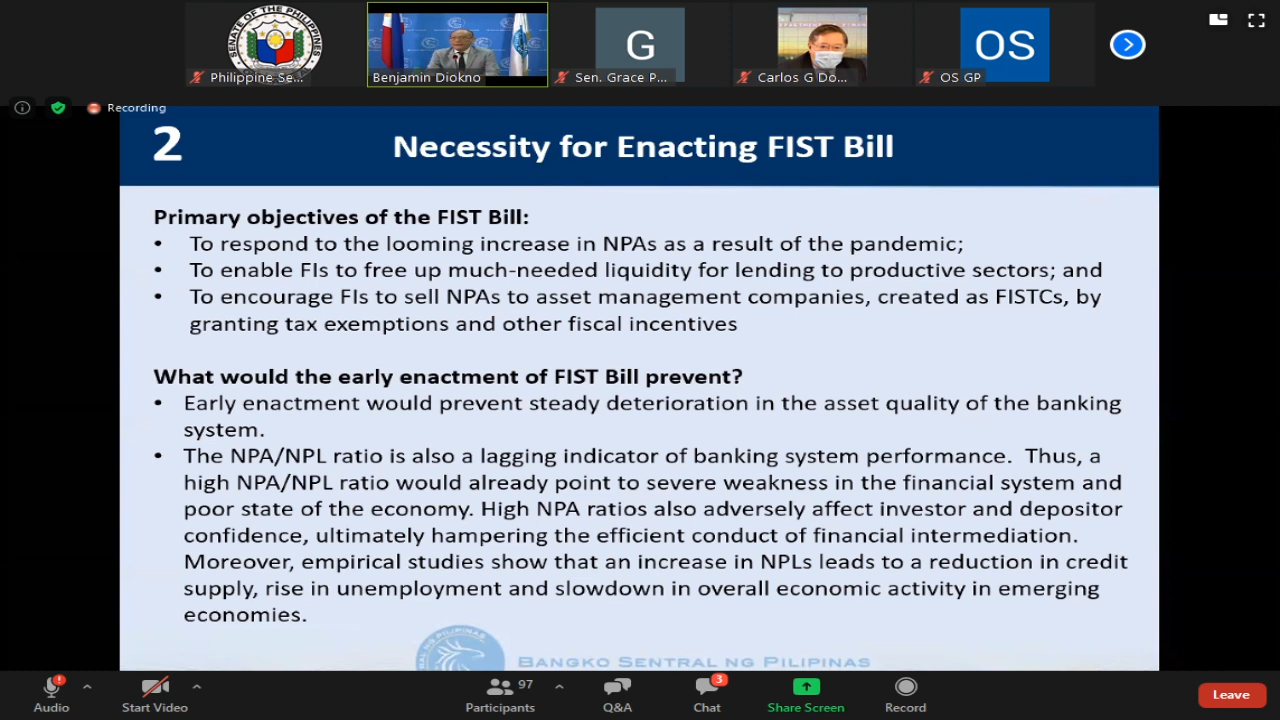 SENATE OF THE PHILIPPINES
G
OS
Philippine Se...
Benjamin Diokno
Sen. Grace P...
Carlos G Do...
OS GP
Recording
2
Necessity for Enacting FIST Bill
Primary objectives of the FIST Bill:
• To respond to the looming increase in NPAs as a result of the pandemic;
• To enable FIs to free up much-needed liquidity for lending to productive sectors; and
• To encourage FIs to sell NPAs to asset management companies, created as FISTCs, by
granting tax exemptions and other fiscal incentives
What would the early enactment of FIST Bill prevent?
• Early enactment would prevent steady deterioration in the asset quality of the banking
system.
• The NPA/NPL ratio is also a lagging indicator of banking system performance. Thus, a
high NPA/NPL ratio would already point to severe weakness in the financial system and
poor state of the economy. High NPA ratios also adversely affect investor and depositor
confidence, ultimately hampering the efficient conduct of financial intermediation.
Moreover, empirical studies show that an increase in NPLs leads to a reduction in credit
supply, rise in unemployment and slowdown in overall economic activity in emerging
economies.
NG PILIPINAS
BANGKO SENTRAL NG PILIPINAS
97
3
Audio
Start Video
Participants
Q&A
Chat
Share Screen
Record
Leave